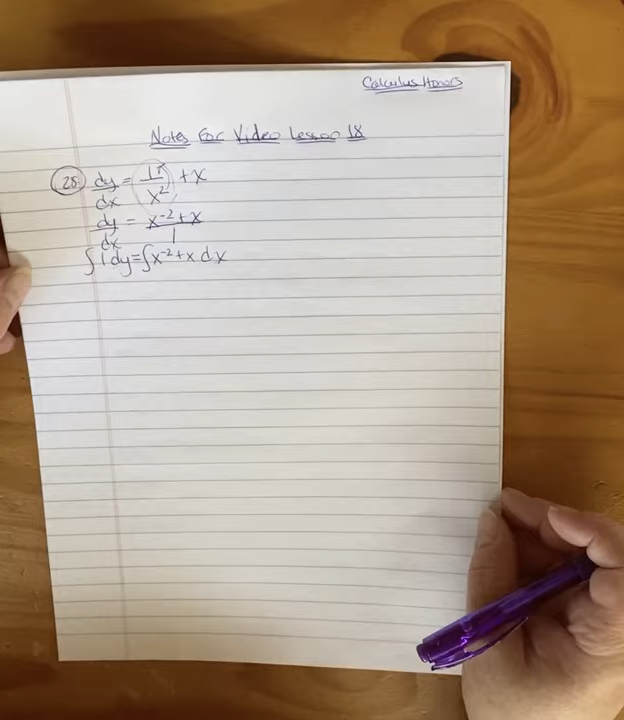 Calculus Honors
Notes For Video Lesson 18
28 dy/dx = 1/x² + x
dy/dx = x⁻² + x/1
∫1 dy = ∫x⁻² + x dx